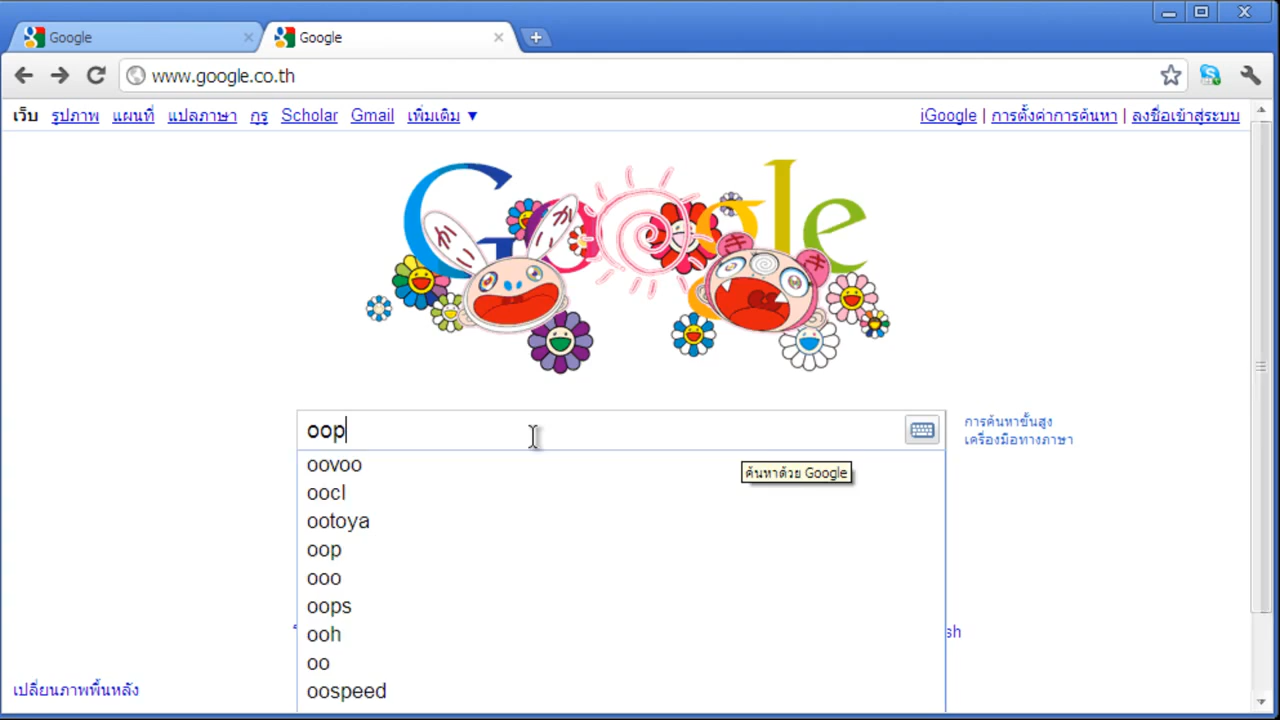 Google
Google
www.google.co.th
เว็บ รูปภาพ แผนที่ แปลภาษา กูรู Scholar Gmail เพิ่มเติม ▼
iGoogle | การตั้งค่าการค้นหา | ลงชื่อเข้าสู่ระบบ
Google
oop
การค้นหาขั้นสูง
เครื่องมือทางภาษา
oovoo
ค้นหาด้วย Google
oocl
ootoya
oop
ooo
oops
ooh
oo
oospeed
เปลี่ยนภาพพื้นหลัง